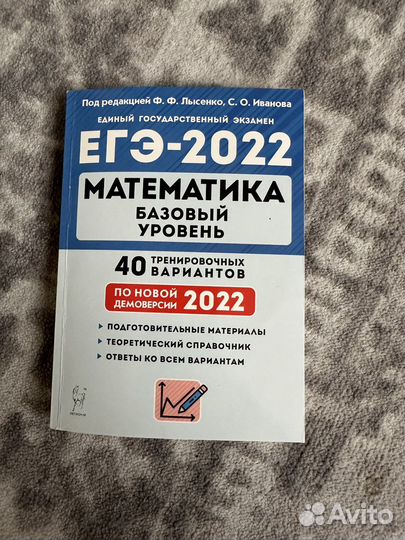 Под редакцией Ф. Ф. Лысенко, С. О. Иванова
ЕДИНЫЙ ГОСУДАРСТВЕННЫЙ ЭКЗАМЕН
ЕГЭ-2022
МАТЕМАТИКА
БАЗОВЫЙ
УРОВЕНЬ
40 ТРЕНИРОВОЧНЫХ
ВАРИАНТОВ
ПО НОВОЙ
ДЕМОВЕРСИИ 2022
ПОДГОТОВИТЕЛЬНЫЕ МАТЕРИАЛЫ
ТЕОРЕТИЧЕСКИЙ СПРАВОЧНИК
ОТВЕТЫ КО ВСЕМ ВАРИАНТАМ
Avito